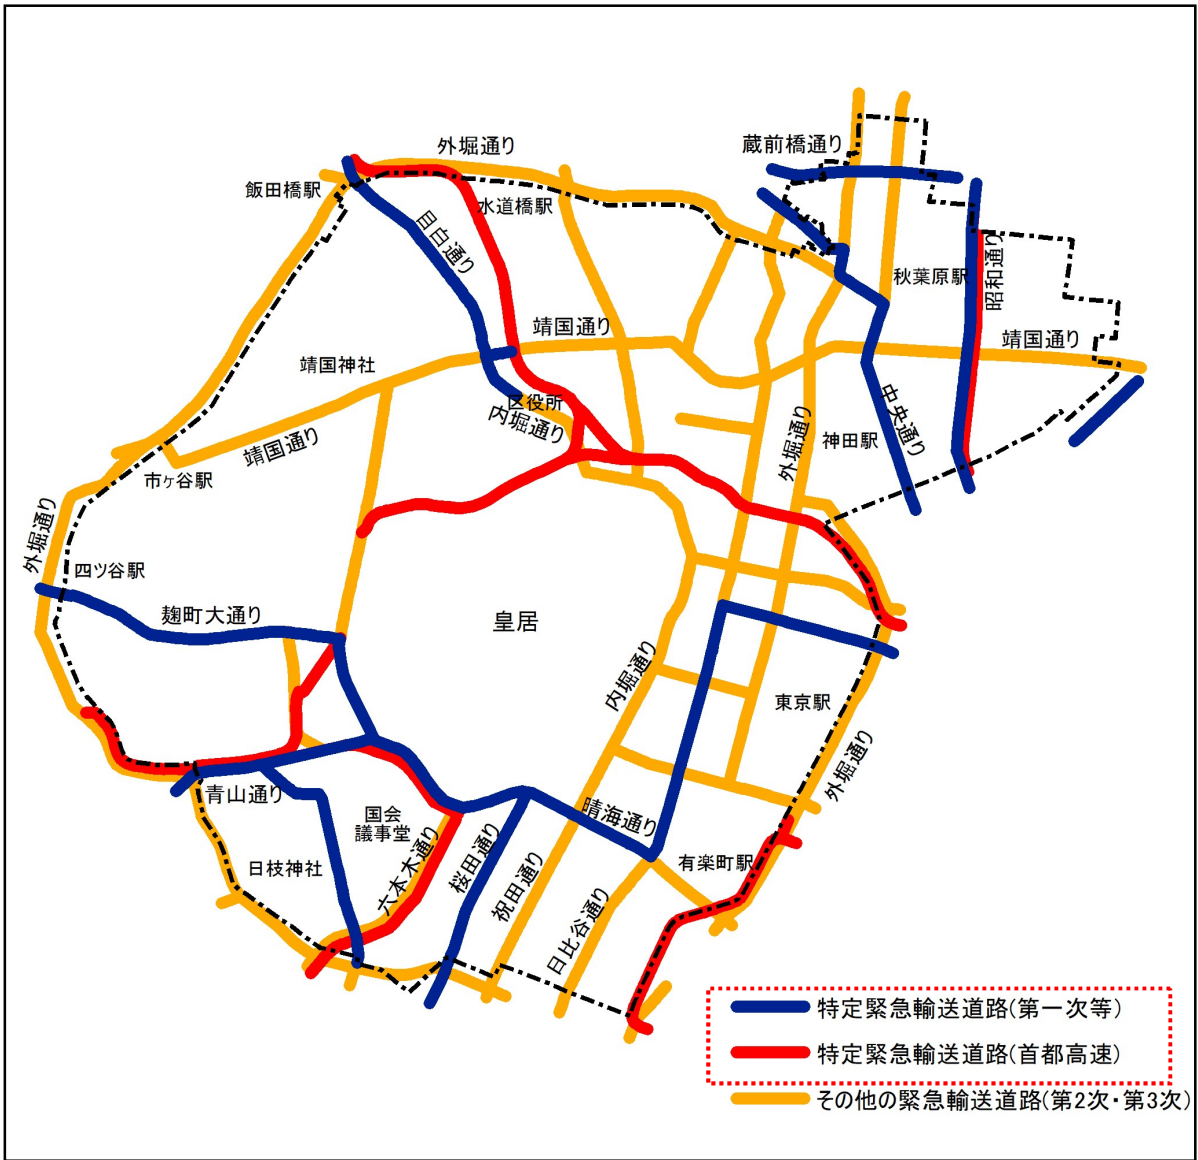 外堀通り
蔵前橋通り
飯田橋駅
水道橋駅
目白通り
秋葉原駅
昭和通り
靖国通り
靖国通り
靖国神社
区役所
内堀通り
中央通り
外堀通り
神田駅
靖国通り
市ヶ谷駅
外堀通り
四ツ谷駅
麹町大通り
皇居
内堀通り
東京駅
外堀通り
青山通り
国会
議事堂
晴海通り
六本木通り
桜田通り
有楽町駅
日枝神社
祝田通り
日比谷通り
特定緊急輸送道路(第一次等)
特定緊急輸送道路(首都高速)
その他の緊急輸送道路(第2次・第3次)